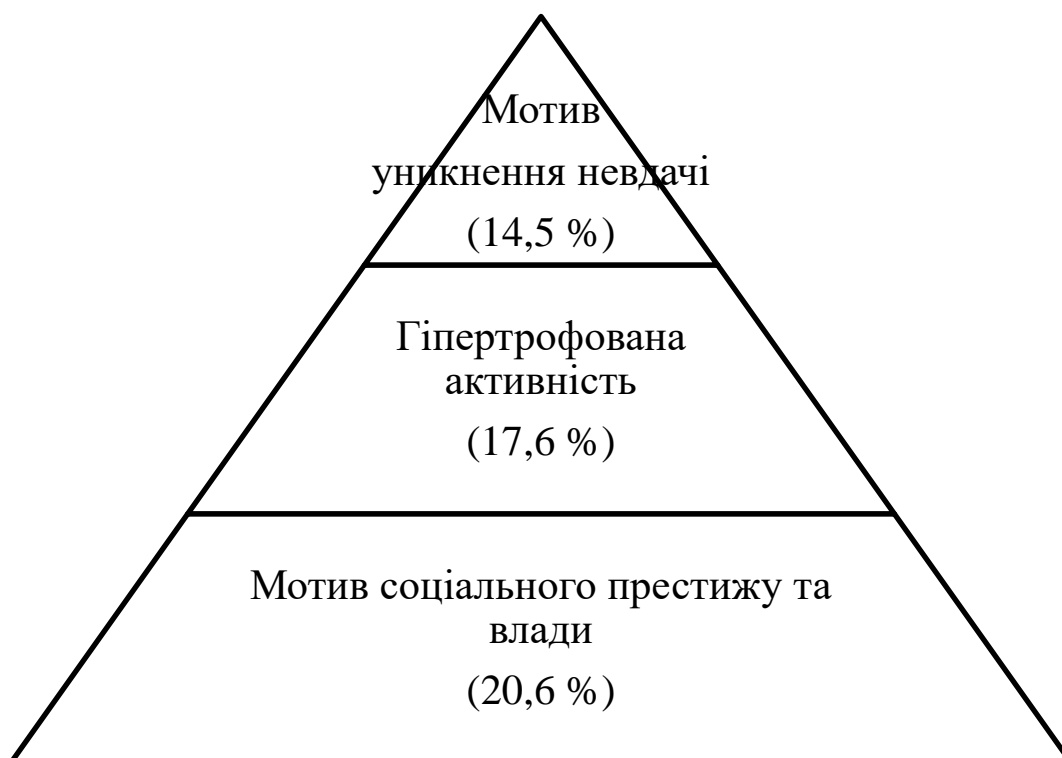 Мотив
уникнення невдачі
(14,5 %)
Гіпертрофована
активність
(17,6 %)
Мотив соціального престижу та
влади
(20,6 %)